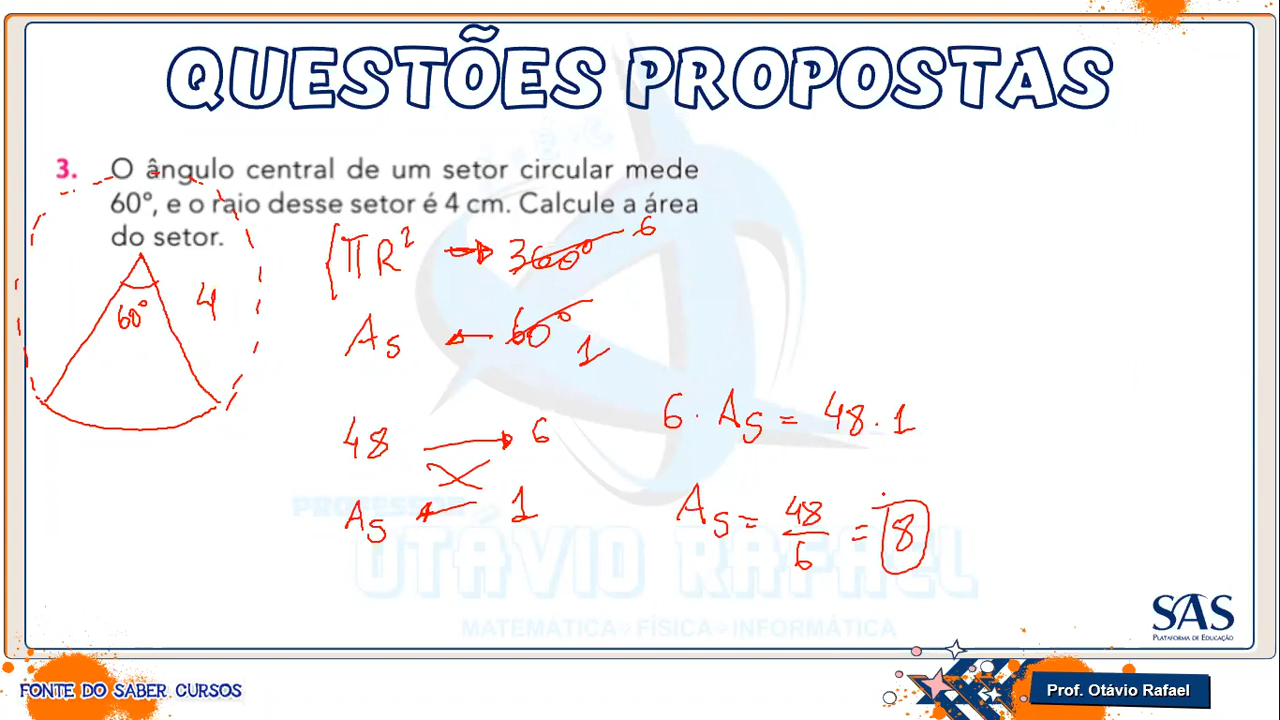 QUESTÕES PROPOSTAS
3. O ângulo central de um setor circular mede
60°, e o raio desse setor é 4 cm. Calcule a área
do setor.
πR² → 360° 6
60° 4
As ← 60° 1
48 → 6
As ← 1
6 · As = 48 · 1
As = 48/6 = 8
PROFESSOR
OTÁVIO RAFAEL
MATEMÁTICA - FÍSICA - INFORMÁTICA
SAS
PLATAFORMA DE EDUCAÇÃO
FONTE DO SABER CURSOS
Prof. Otávio Rafael